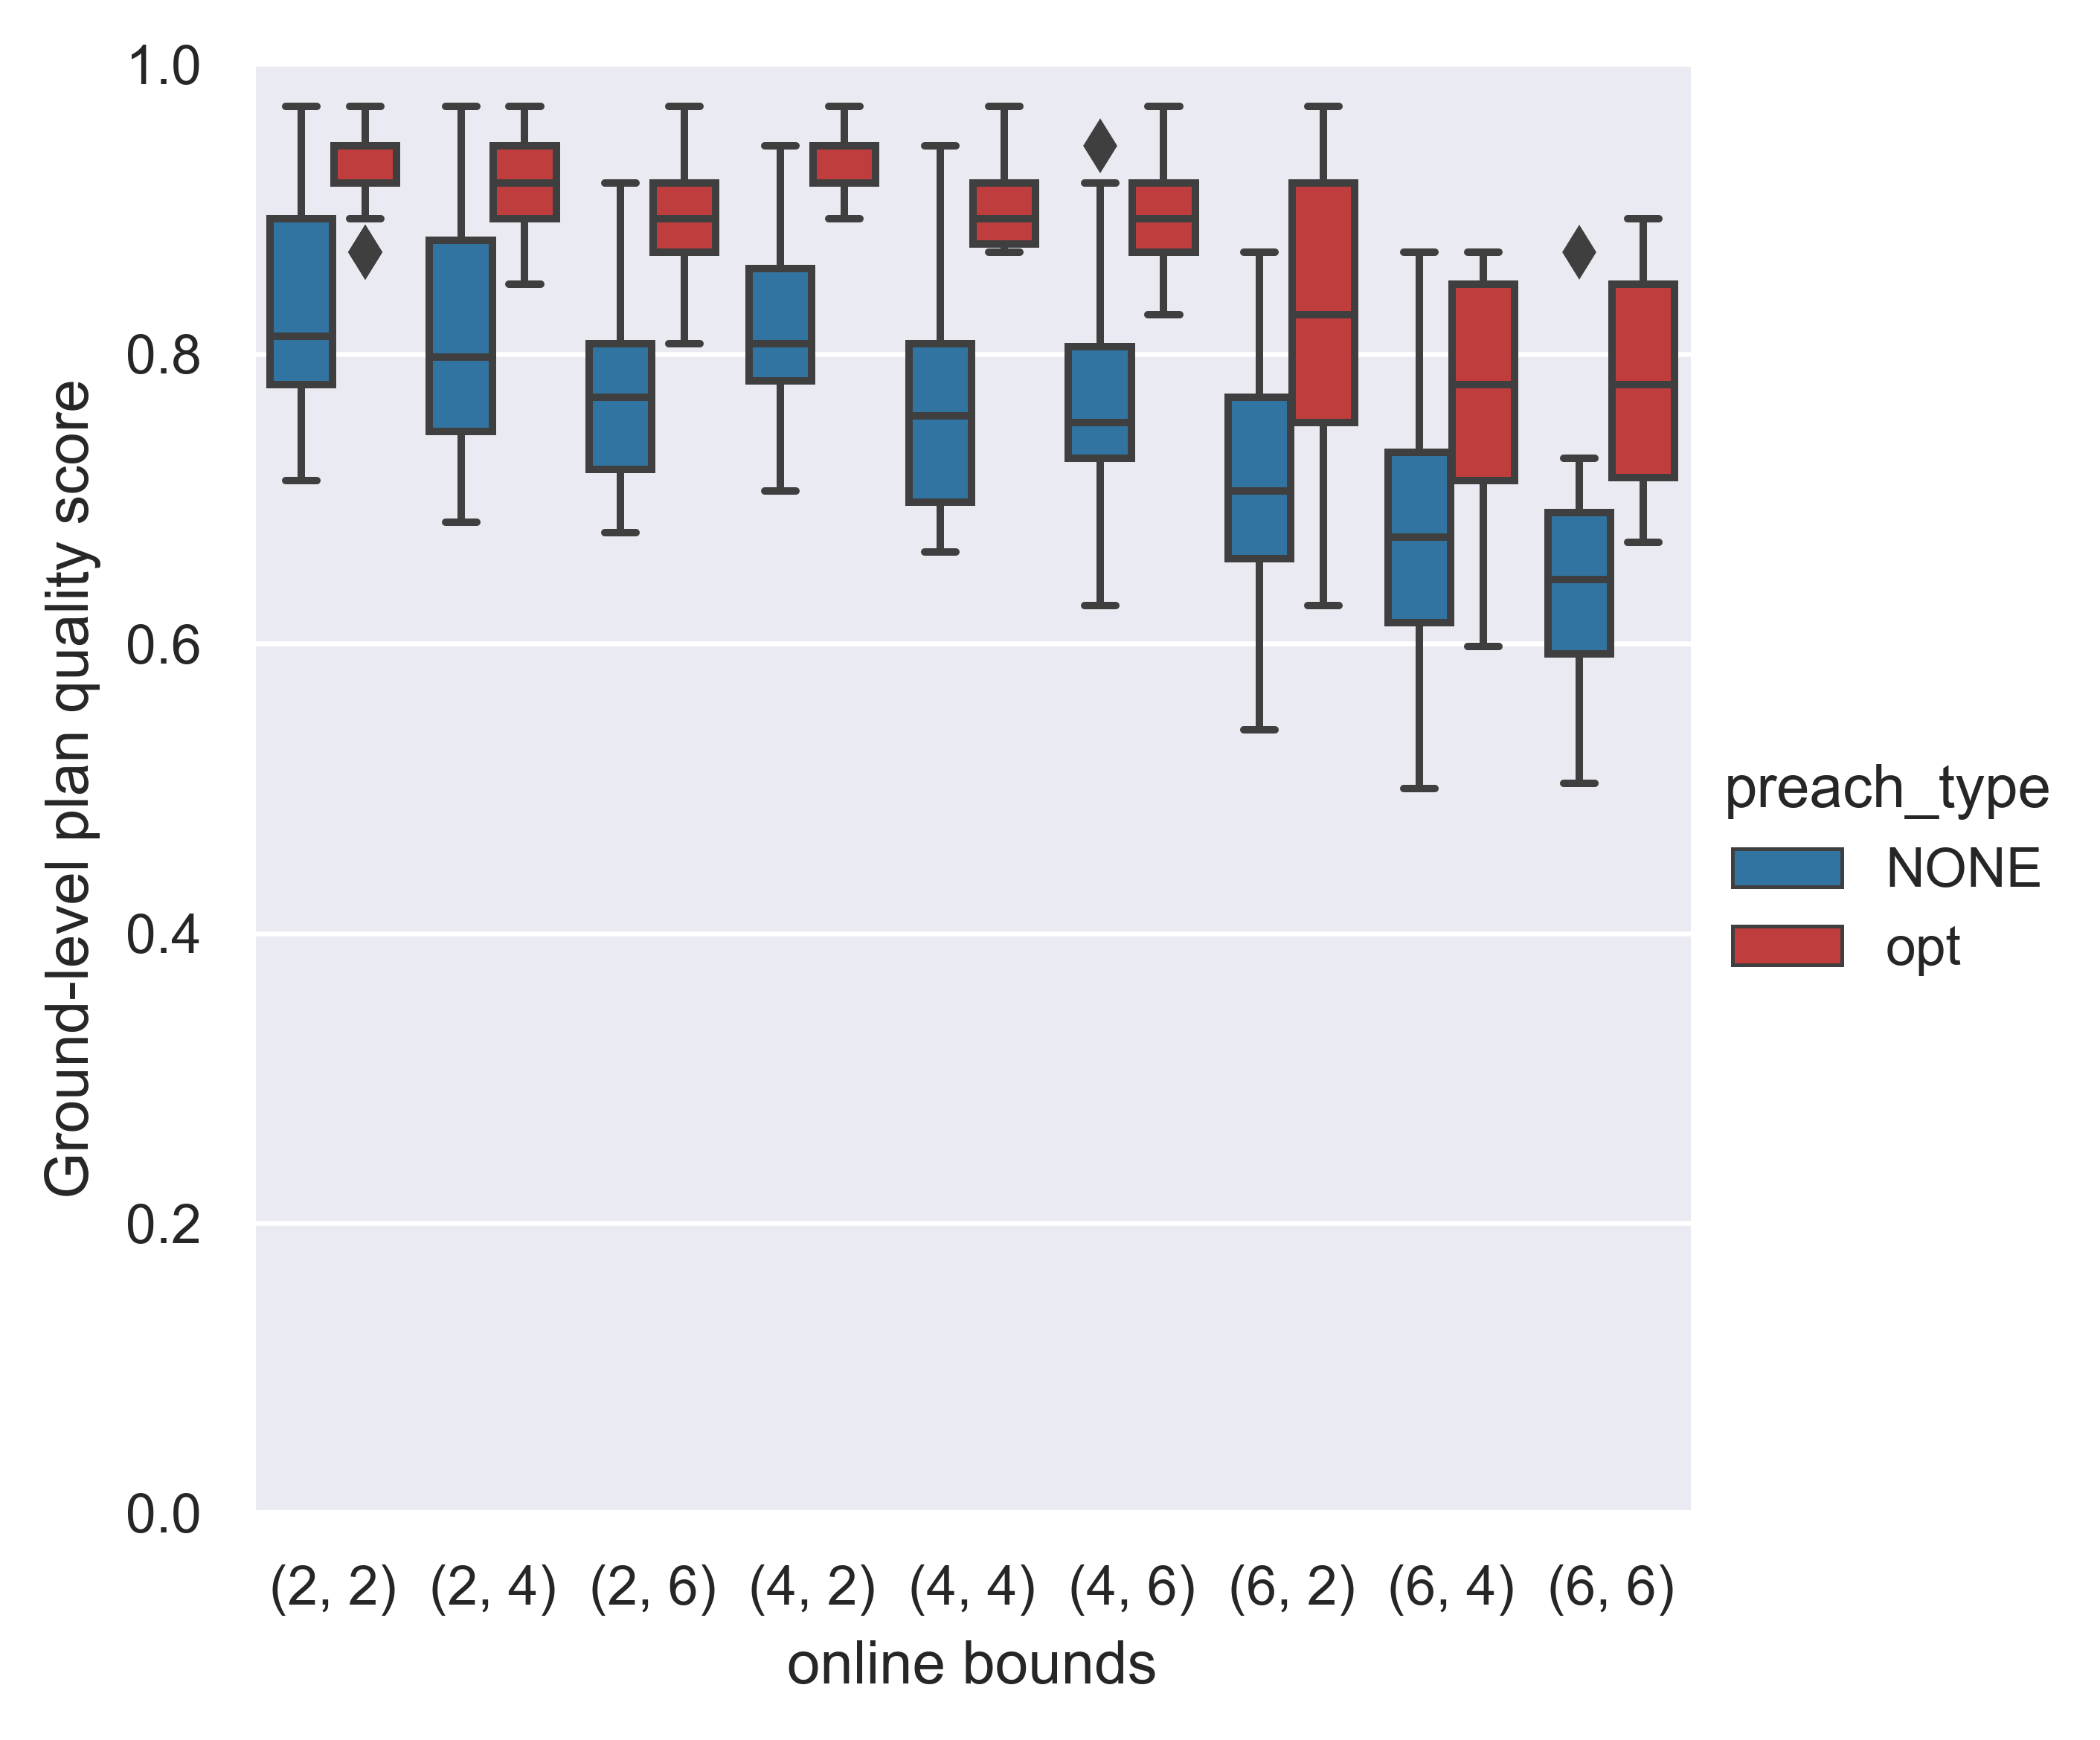 Ground-level plan quality score
1.0
0.8
0.6
0.4
0.2
0.0
(2, 2) (2, 4) (2, 6) (4, 2) (4, 4) (4, 6) (6, 2) (6, 4) (6, 6)
online bounds
preach_type
NONE
opt